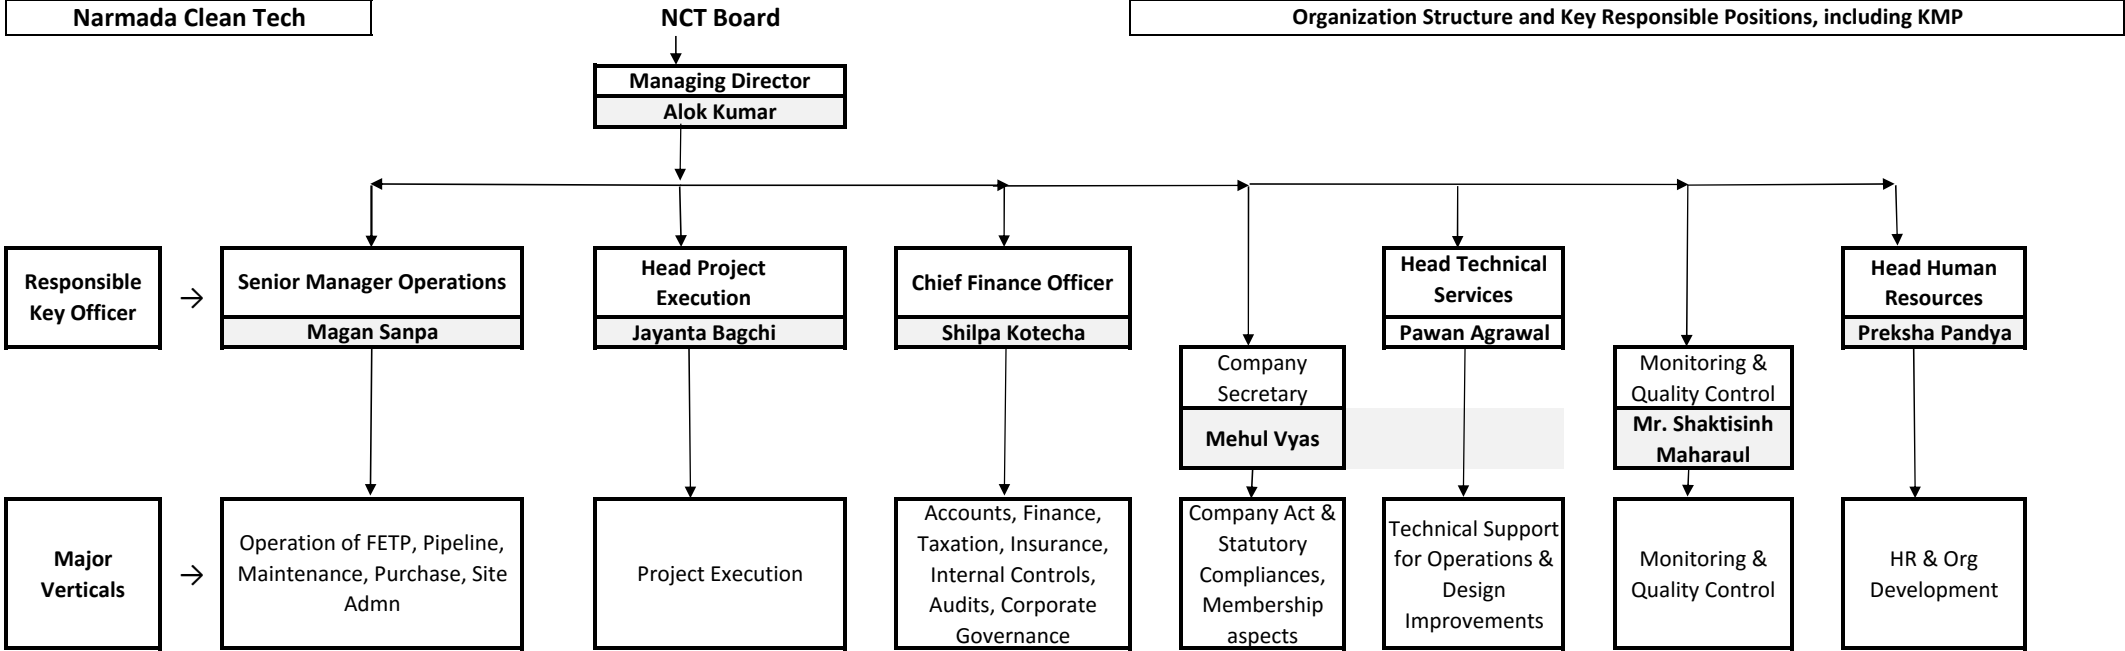 Narmada Clean Tech
NCT Board
Organization Structure and Key Responsible Positions, including KMP
Managing Director
Alok Kumar
Responsible
Key Officer
→
Senior Manager Operations
Magan Sanpa
Head Project
Execution
Jayanta Bagchi
Chief Finance Officer
Shilpa Kotecha
Company
Secretary
Mehul Vyas
Head Technical
Services
Pawan Agrawal
Monitoring &
Quality Control
Mr. Shaktisinh
Maharaul
Head Human
Resources
Preksha Pandya
Major
Verticals
→
Operation of FETP, Pipeline,
Maintenance, Purchase, Site
Admn
Project Execution
Accounts, Finance,
Taxation, Insurance,
Internal Controls,
Audits, Corporate
Governance
Company Act &
Statutory
Compliances,
Membership
aspects
Technical Support
for Operations &
Design
Improvements
Monitoring &
Quality Control
HR & Org
Development